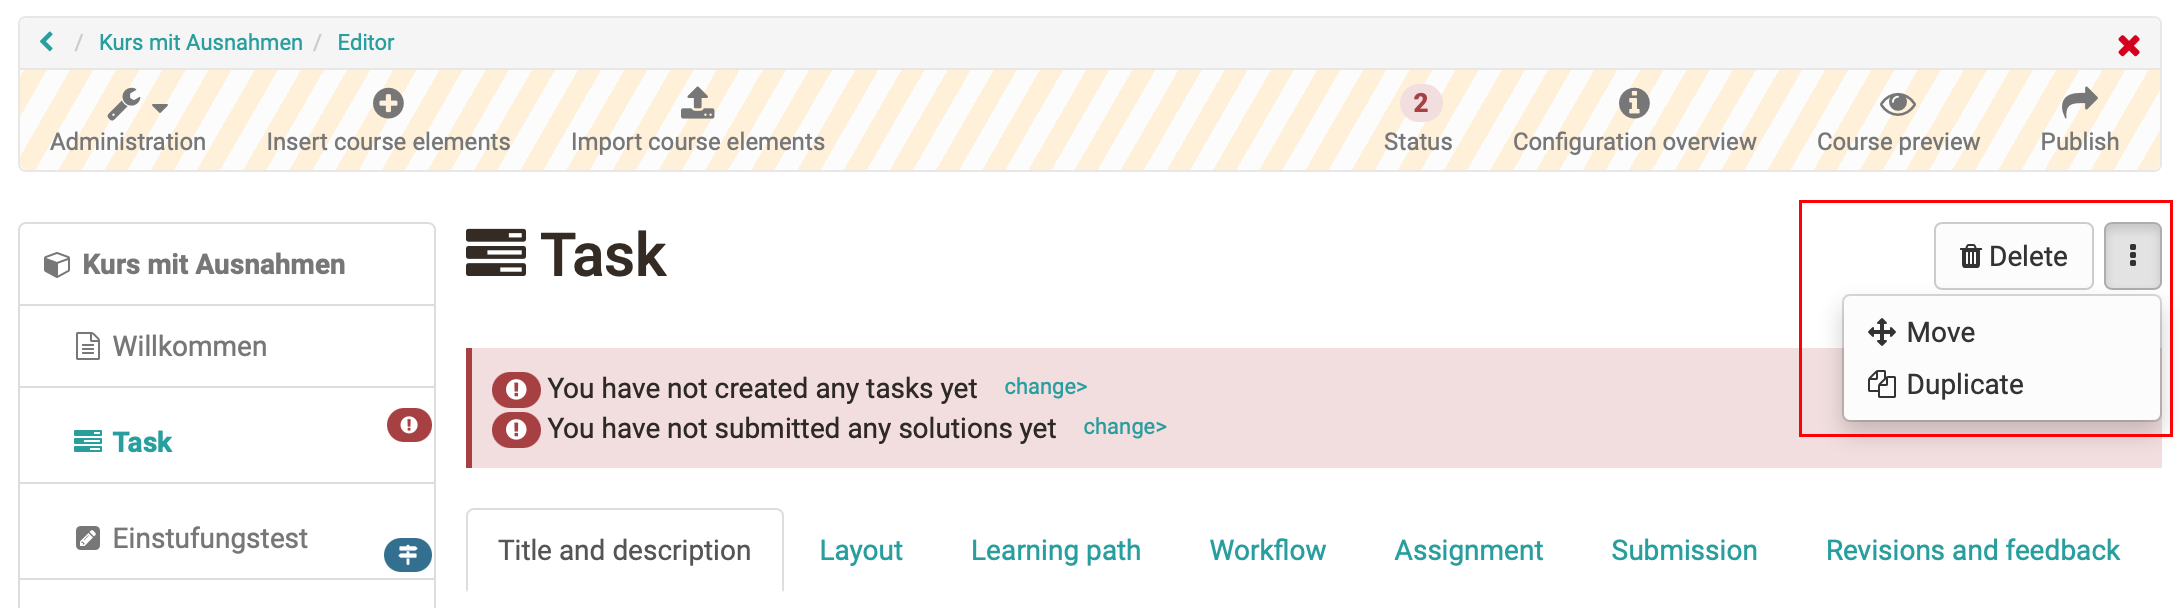 / Kurs mit Ausnahmen / Editor
2
Administration Insert course elements Import course elements Status Configuration overview Course preview Publish
Kurs mit Ausnahmen
Willkommen
Task
Einstufungstest
Task
Delete
Move
Duplicate
You have not created any tasks yet change>
You have not submitted any solutions yet change>
Title and description Layout Learning path Workflow Assignment Submission Revisions and feedback